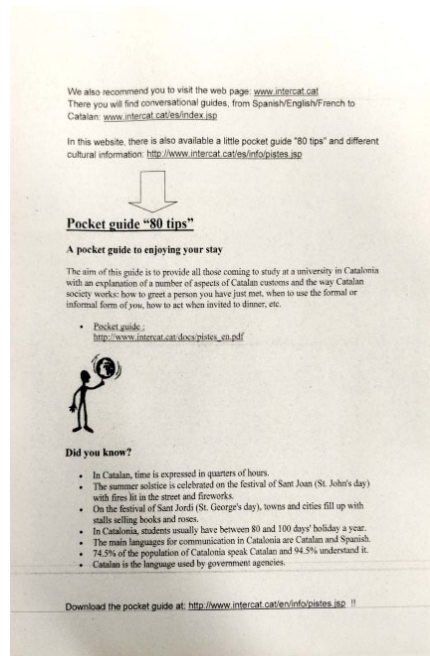 We also recommend you to visit the web page: www.intercat.cat
There you will find conversational guides, from Spanish/English/French to
Catalan: www.intercat.cat/es/index.jsp
In this website, there is also available a little pocket guide "80 tips" and different
cultural information: http://www.intercat.cat/es/info/pistes.jsp
Pocket guide “80 tips”
A pocket guide to enjoying your stay
The aim of this guide is to provide all those coming to study at a university in Catalonia
with an explanation of a number of aspects of Catalan customs and the way Catalan
society works: how to greet a person you have just met, when to use the formal or
informal form of you, how to act when invited to dinner, etc.
• Pocket guide :
http://www.intercat.cat/docs/pistes_en.pdf
Did you know?
• In Catalan, time is expressed in quarters of hours.
• The summer solstice is celebrated on the festival of Sant Joan (St. John's day)
with fires lit in the street and fireworks.
• On the festival of Sant Jordi (St. George's day), towns and cities fill up with
stalls selling books and roses.
• In Catalonia, students usually have between 80 and 100 days' holiday a year.
• The main languages for communication in Catalonia are Catalan and Spanish.
• 74.5% of the population of Catalonia speak Catalan and 94.5% understand it.
• Catalan is the language used by government agencies.
Download the pocket guide at: http://www.intercat.cat/en/info/pistes.jsp !!